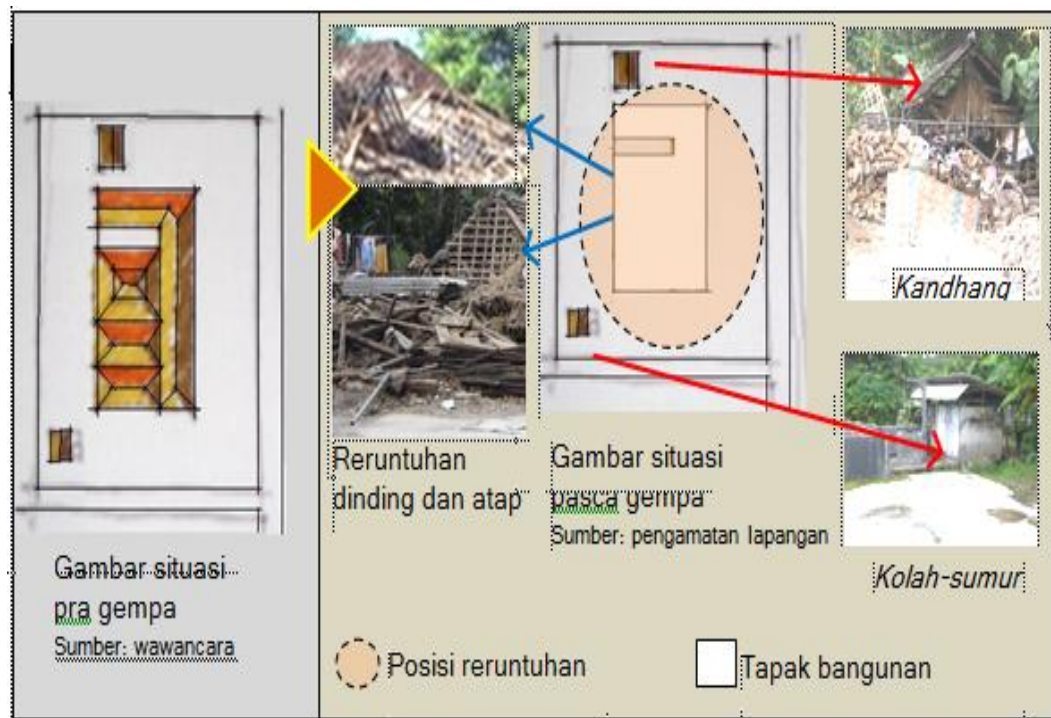 Gambar situasi
pra gempa
Sumber: wawancara
Reruntuhan
dinding dan atap
Gambar situasi
pasca gempa
Sumber: pengamatan lapangan
Kandhang
Kolah-sumur
Posisi reruntuhan
Tapak bangunan